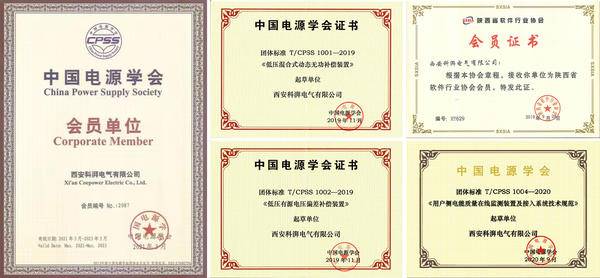 CPSS
中国电源学会
China Power Supply Society
会员单位
Corporate Member
西安科湃电气有限公司
Xi'an Coepower Electric Co., Ltd.
会员编号 No.:2087
有效日期:2021年3月-2023年3月
Valid Date: Mar. 2021-Mar. 2023
中国电源学会
2021年3月
中国电源学会证书
团体标准 T/CPSS 1001—2019
《低压混合式动态无功补偿装置》
起草单位
西安科湃电气有限公司
中国电源学会
2019年11月
陕西省软件行业协会
会员证书
西安科湃电气有限公司:
根据本协会章程,接收你单位为陕西省
软件行业协会会员,特发此证。
编号: XY629
中国电源学会证书
团体标准 T/CPSS 1002—2019
《低压有源电压偏差补偿装置》
起草单位
西安科湃电气有限公司
中国电源学会
2019年11月
中国电源学会
团体标准 T/CPSS 1004—2020
《用户侧电能质量在线监测装置及接入系统技术规范》
起草单位
西安科湃电气有限公司
中国电源学会
2020年9月